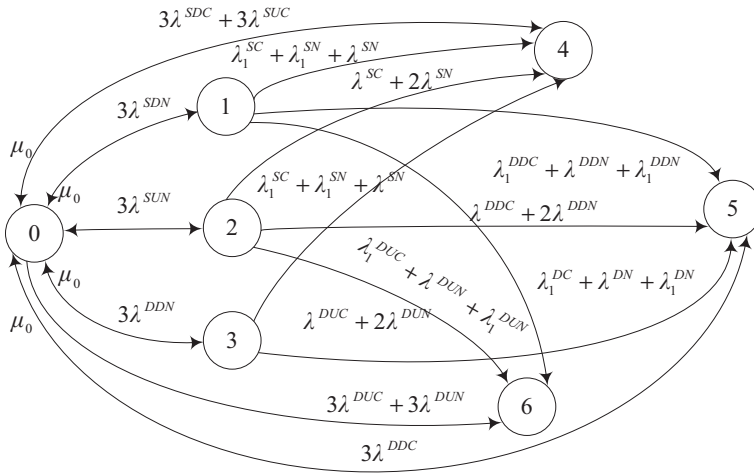 3λ^{SDC} + 3λ^{SUC}
4
λ_1^{SC} + λ_1^{SN} + λ^{SN}
λ^{SC} + 2λ^{SN}
1
3λ^{SDN}
μ_0
μ_0
λ_1^{DDC} + λ^{DDN} + λ_1^{DDN}
5
λ_1^{SC} + λ_1^{SN} + λ^{SN}
3λ^{SUN}
λ^{DDC} + 2λ^{DDN}
0
2
λ_1^{DUC} + λ^{DUN} + λ_1^{DUN}
μ_0
λ_1^{DC} + λ^{DN} + λ_1^{DN}
μ_0
3λ^{DDN}
3
λ^{DUC} + 2λ^{DUN}
3λ^{DUC} + 3λ^{DUN}
6
3λ^{DDC}